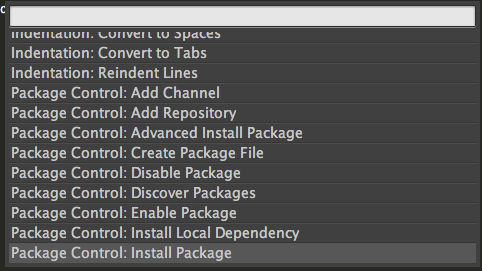 Indentation: Convert to Spaces
Indentation: Convert to Tabs
Indentation: Reindent Lines
Package Control: Add Channel
Package Control: Add Repository
Package Control: Advanced Install Package
Package Control: Create Package File
Package Control: Disable Package
Package Control: Discover Packages
Package Control: Enable Package
Package Control: Install Local Dependency
Package Control: Install Package